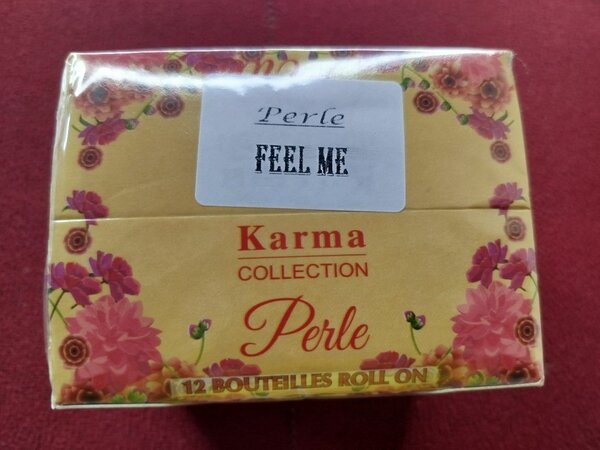 Perle
FEEL ME
Karma
COLLECTION
Perle
12 BOUTEILLES ROLL ON